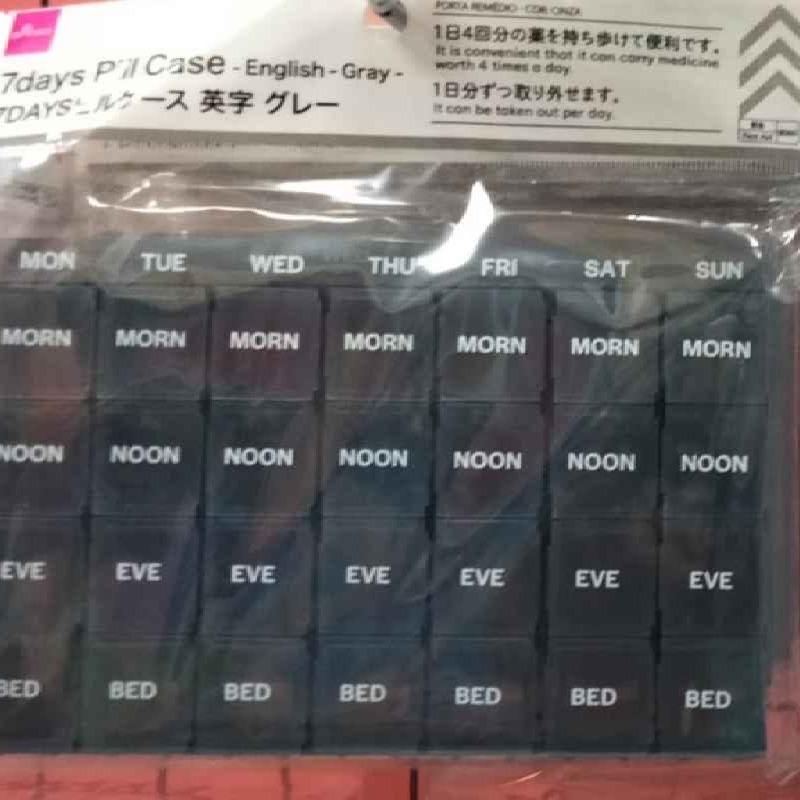 7days Pill Case - English - Gray -
7DAYSピルケース 英字 グレー
PORTA REMÉDIO - COR: CINZA
1日4回分の薬を持ち歩けて便利です。
It is convenient that it can carry medicine
worth 4 times a day.
1日分ずつ取り外せます。
It can be taken out per day.
MON TUE WED THU FRI SAT SUN
MORN MORN MORN MORN MORN MORN MORN
NOON NOON NOON NOON NOON NOON NOON
EVE EVE EVE EVE EVE EVE EVE
BED BED BED BED BED BED BED